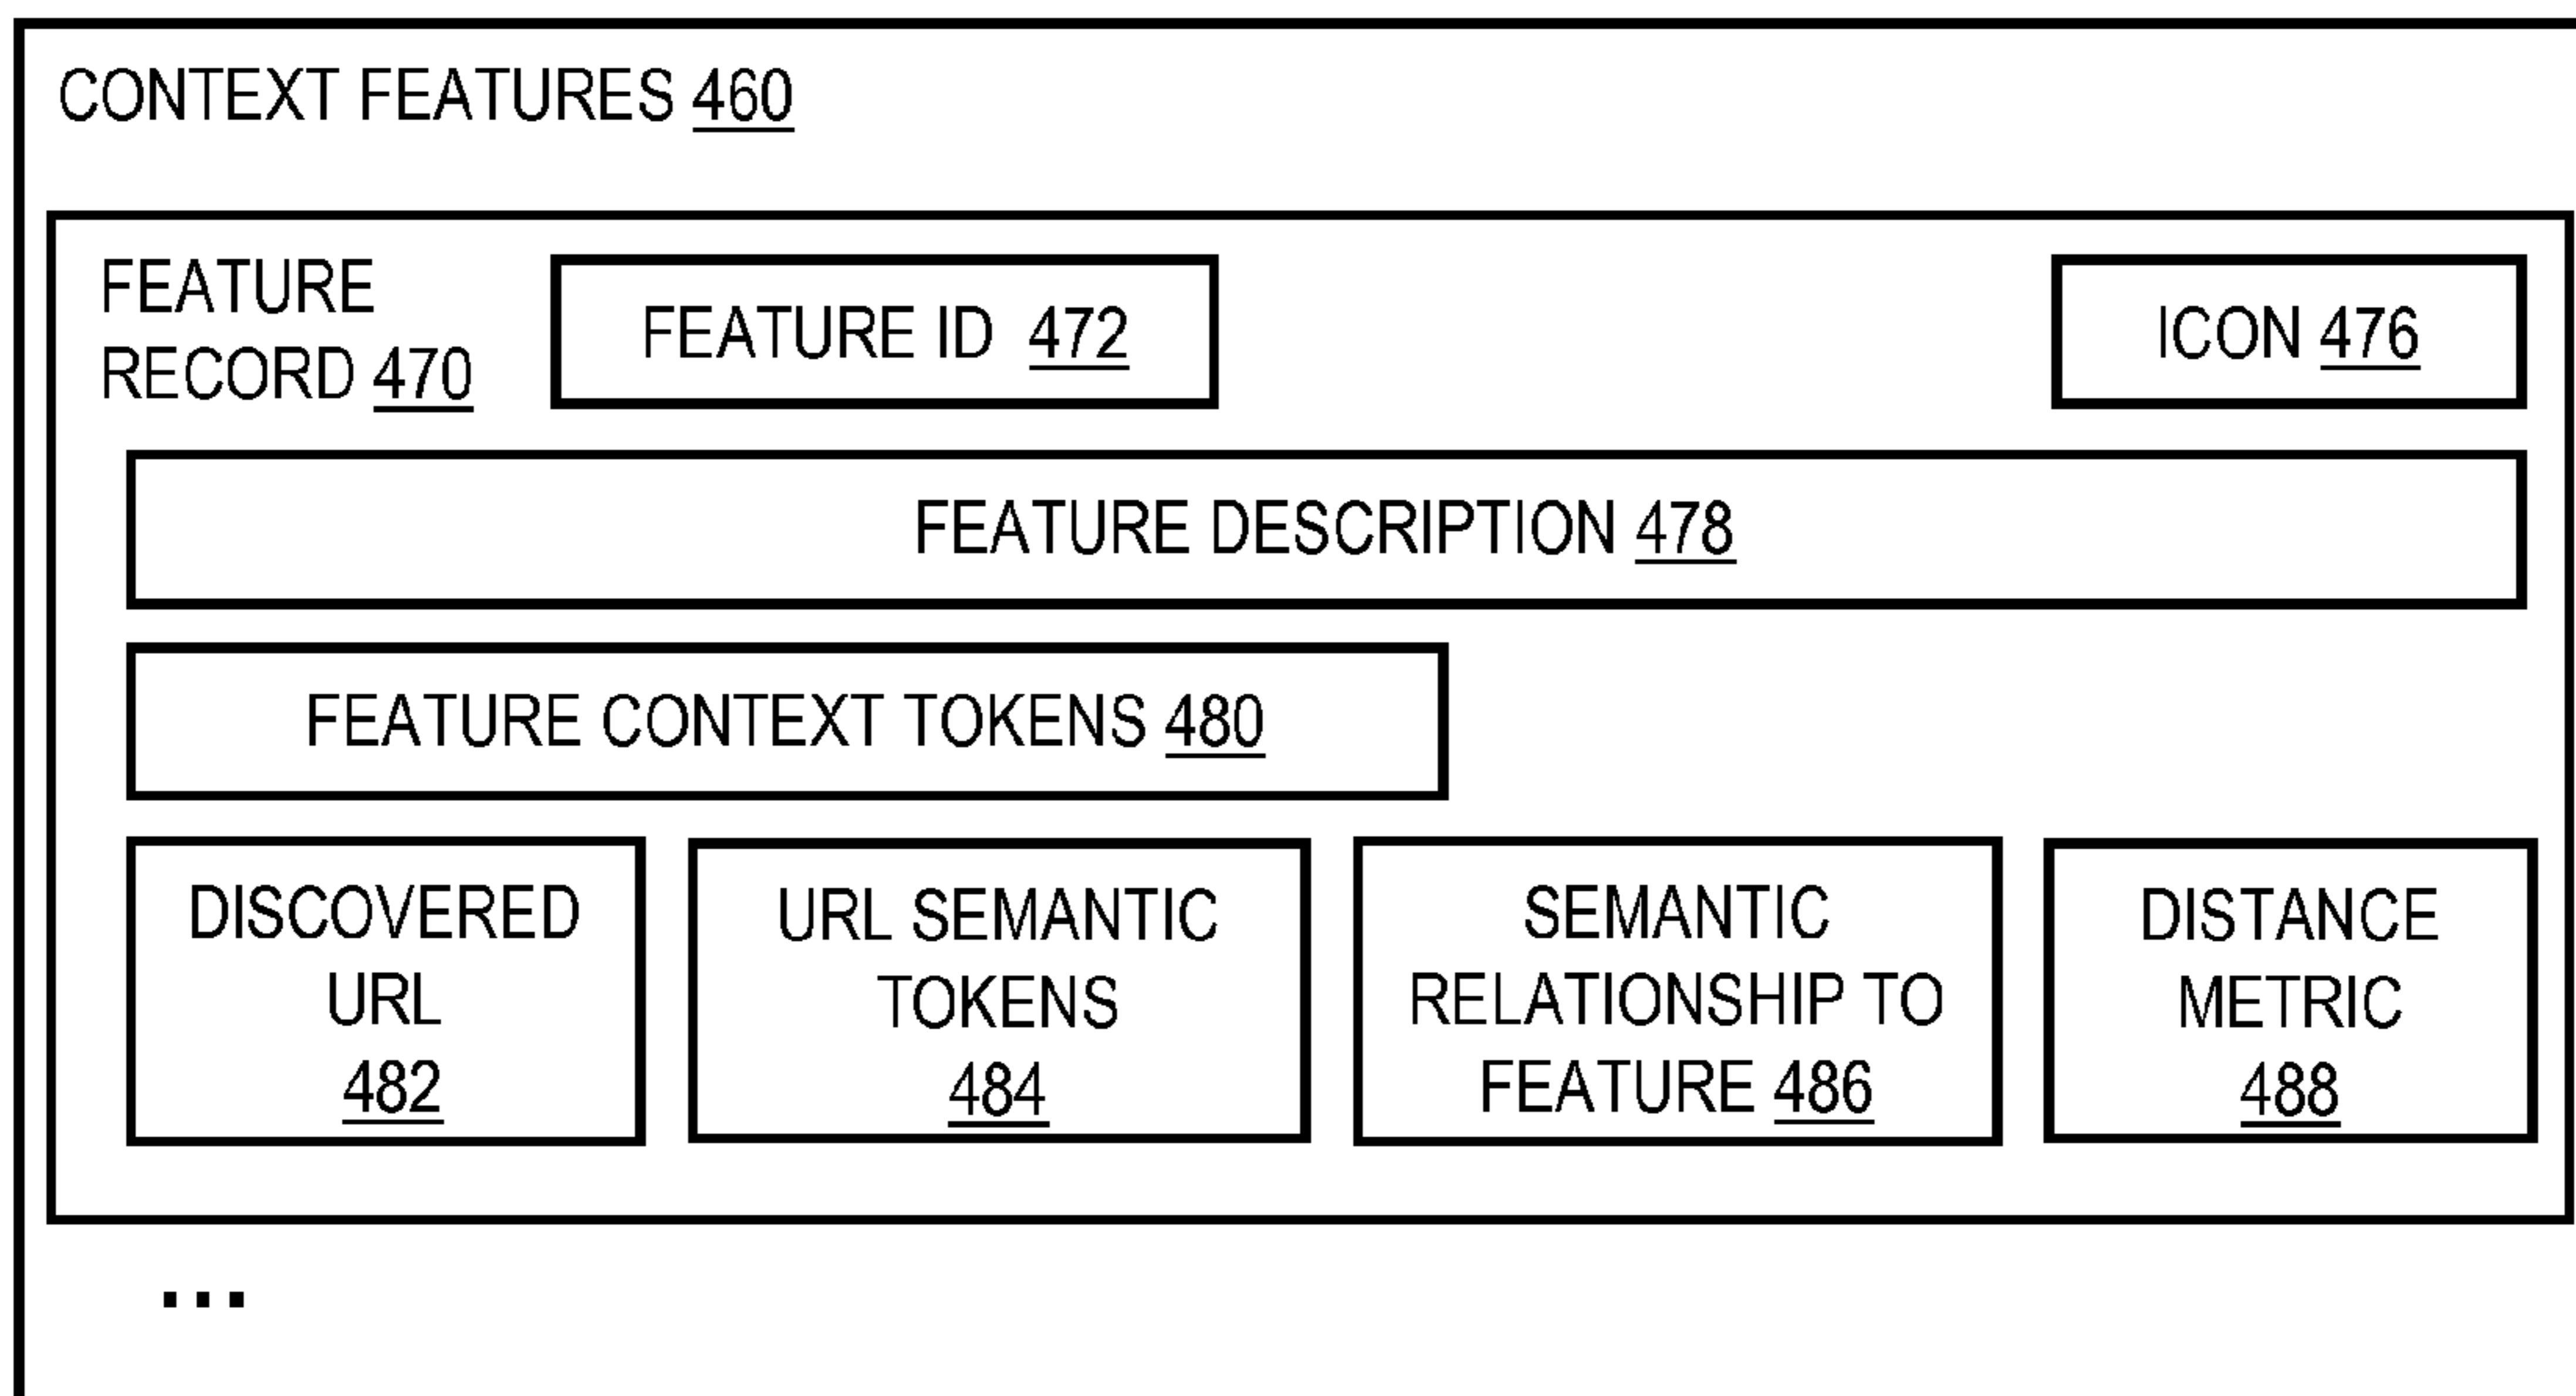 CONTEXT FEATURES 460
FEATURE
RECORD 470
FEATURE ID 472
ICON 476
FEATURE DESCRIPTION 478
FEATURE CONTEXT TOKENS 480
DISCOVERED
URL
482
URL SEMANTIC
TOKENS
484
SEMANTIC
RELATIONSHIP TO
FEATURE 486
DISTANCE
METRIC
488
...